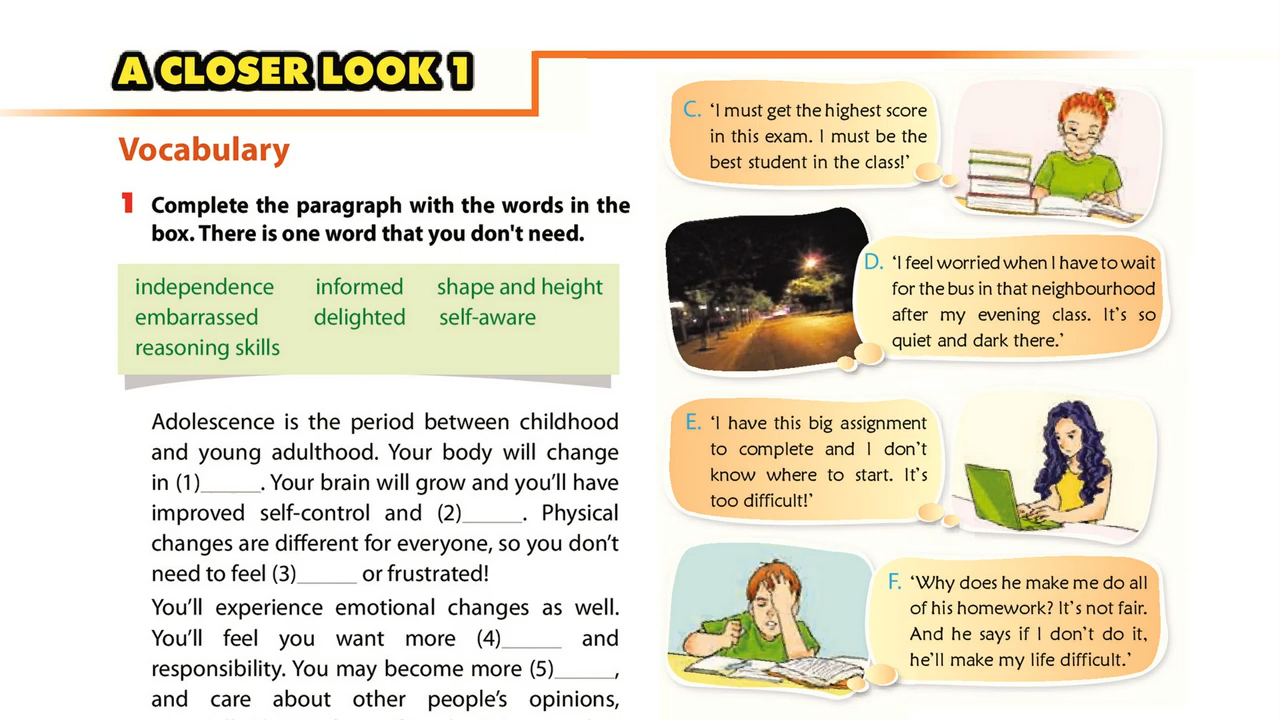 A CLOSER LOOK 1
Vocabulary
1 Complete the paragraph with the words in the
box. There is one word that you don't need.
independence informed shape and height
embarrassed delighted self-aware
reasoning skills
Adolescence is the period between childhood
and young adulthood. Your body will change
in (1)______. Your brain will grow and you’ll have
improved self-control and (2)______. Physical
changes are different for everyone, so you don’t
need to feel (3)______ or frustrated!
You’ll experience emotional changes as well.
You’ll feel you want more (4)______ and
responsibility. You may become more (5)______,
and care about other people’s opinions,
C. ‘I must get the highest score
in this exam. I must be the
best student in the class!’
D. ‘I feel worried when I have to wait
for the bus in that neighbourhood
after my evening class. It’s so
quiet and dark there.’
E. ‘I have this big assignment
to complete and I don’t
know where to start. It’s
too difficult!’
F. ‘Why does he make me do all
of his homework? It’s not fair.
And he says if I don’t do it,
he’ll make my life difficult.’